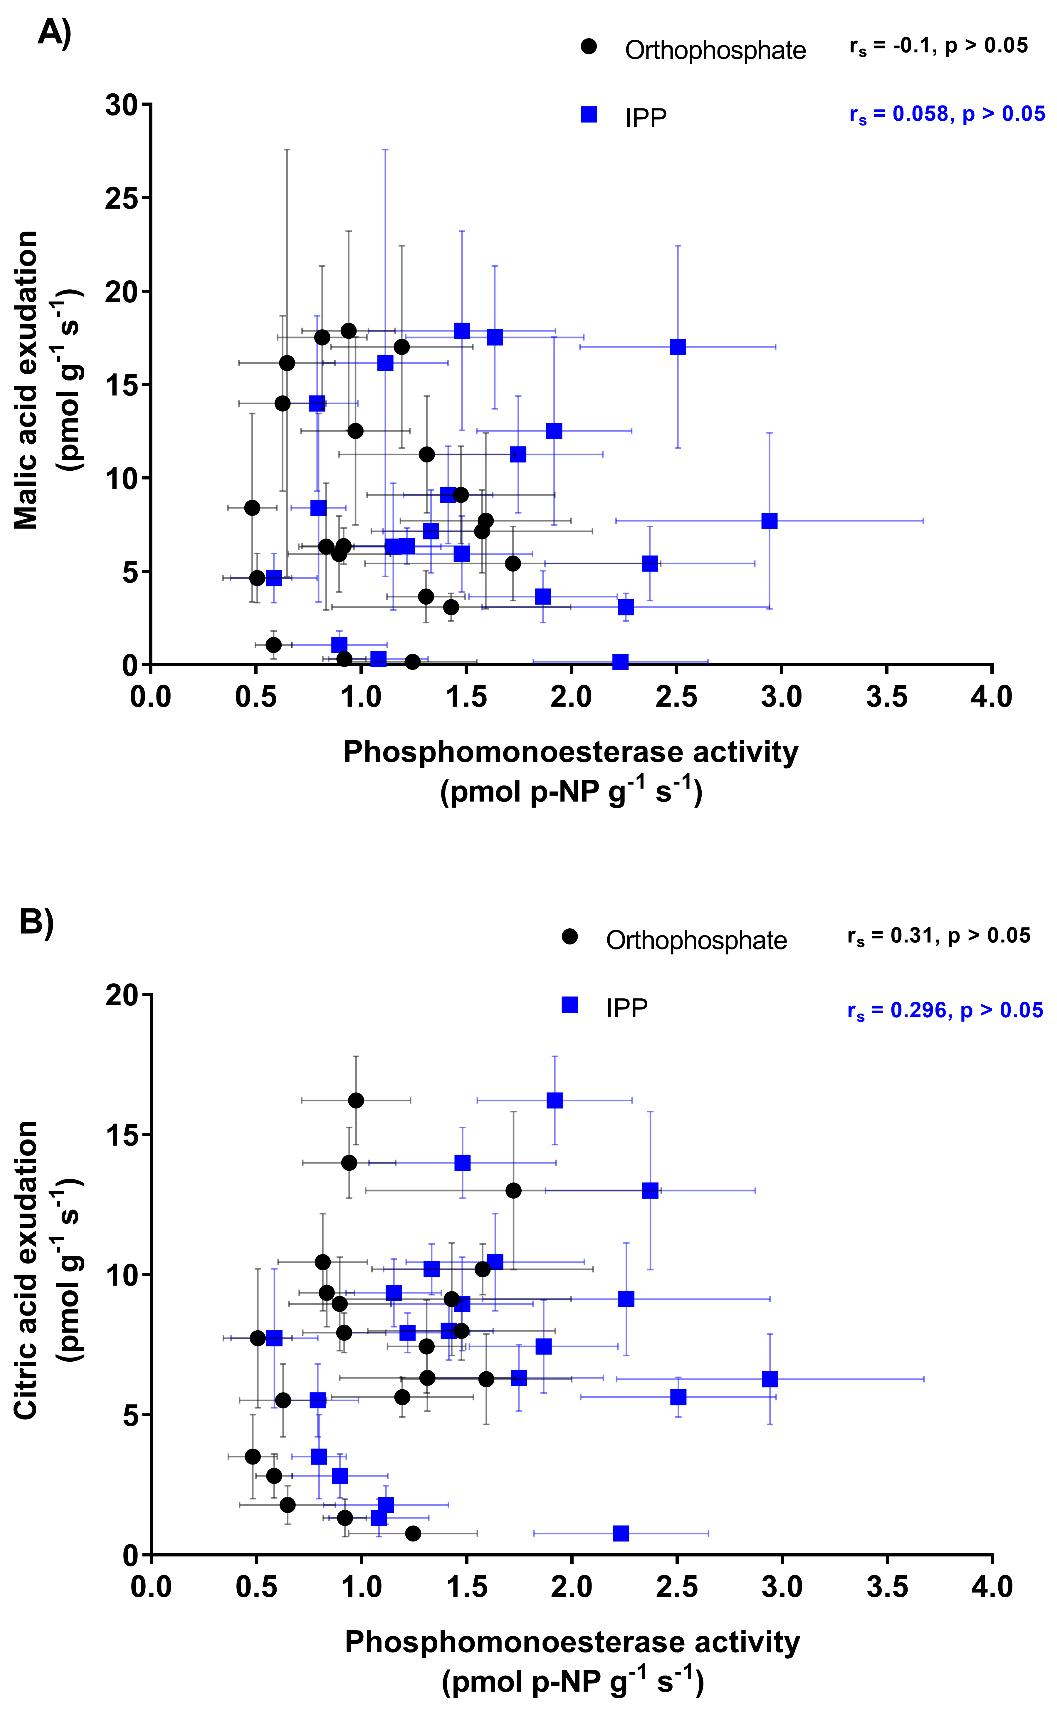 A)
Orthophosphate rs = -0.1, p > 0.05
IPP rs = 0.058, p > 0.05
30
25
20
15
10
5
0
Malic acid exudation
(pmol g-1 s-1)
0.0 0.5 1.0 1.5 2.0 2.5 3.0 3.5 4.0
Phosphomonoesterase activity
(pmol p-NP g-1 s-1)
B)
Orthophosphate rs = 0.31, p > 0.05
IPP rs = 0.296, p > 0.05
20
15
10
5
0
Citric acid exudation
(pmol g-1 s-1)
0.0 0.5 1.0 1.5 2.0 2.5 3.0 3.5 4.0
Phosphomonoesterase activity
(pmol p-NP g-1 s-1)